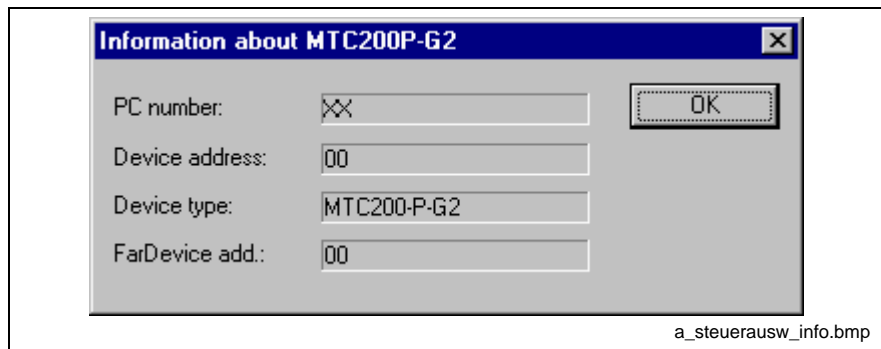 Information about MTC200P-G2
PC number: XX OK
Device address: 00
Device type: MTC200-P-G2
FarDevice add.: 00
a_steuerausw_info.bmp